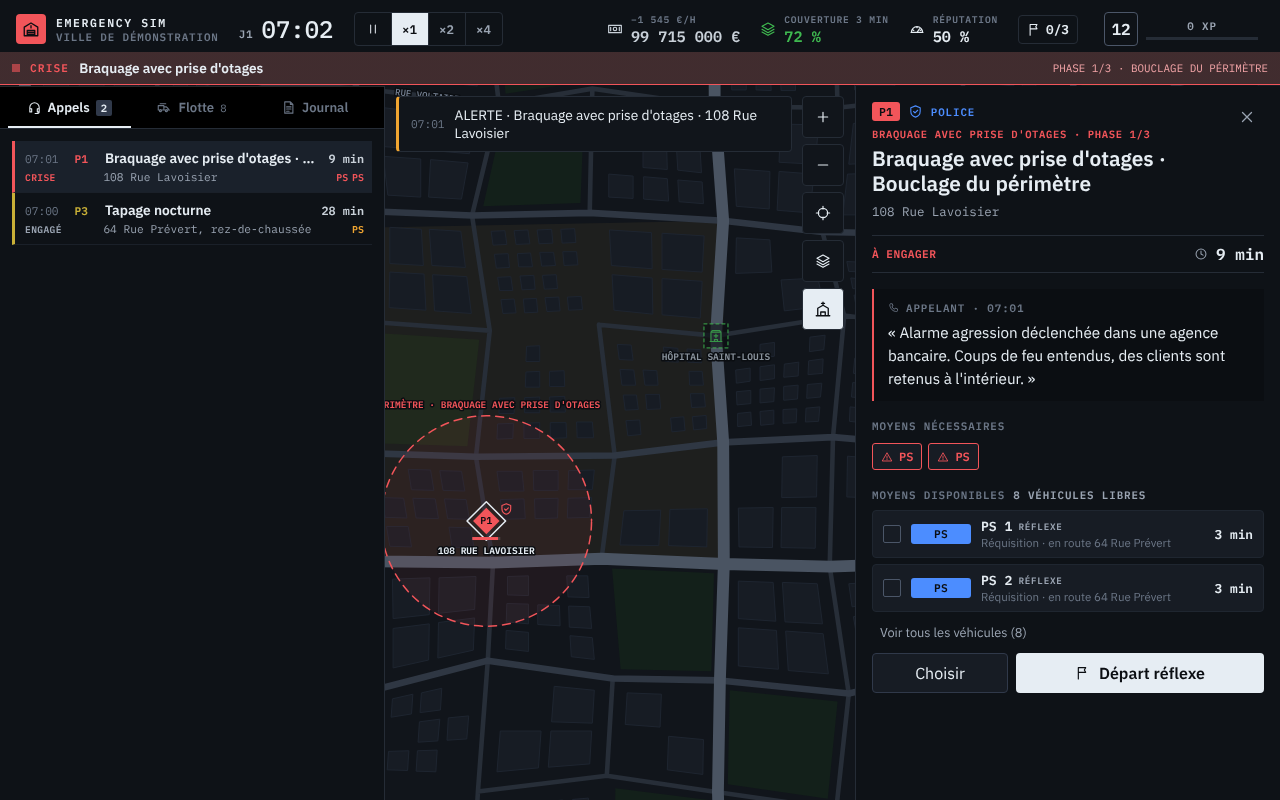 EMERGENCY SIM
VILLE DE DÉMONSTRATION
J1 07:02
×1 ×2 ×4
−1 545 €/H
99 715 000 €
COUVERTURE 3 MIN
72 %
RÉPUTATION
50 %
0/3
12
0 XP
CRISE Braquage avec prise d'otages
PHASE 1/3 · BOUCLAGE DU PÉRIMÈTRE
Appels 2
Flotte 8
Journal
07:01 P1 Braquage avec prise d'otages · ... 9 min
CRISE 108 Rue Lavoisier PS PS
07:00 P3 Tapage nocturne 28 min
ENGAGÉ 64 Rue Prévert, rez-de-chaussée PS
07:01 ALERTE · Braquage avec prise d'otages · 108 Rue
Lavoisier
HÔPITAL SAINT-LOUIS
RIMÈTRE · BRAQUAGE AVEC PRISE D'OTAGES
P1
108 RUE LAVOISIER
P1 POLICE
BRAQUAGE AVEC PRISE D'OTAGES · PHASE 1/3
Braquage avec prise d'otages ·
Bouclage du périmètre
108 Rue Lavoisier
À ENGAGER 9 min
APPELANT · 07:01
« Alarme agression déclenchée dans une agence
bancaire. Coups de feu entendus, des clients sont
retenus à l'intérieur. »
MOYENS NÉCESSAIRES
PS PS
MOYENS DISPONIBLES 8 VÉHICULES LIBRES
PS PS 1 RÉFLEXE 3 min
Réquisition · en route 64 Rue Prévert
PS PS 2 RÉFLEXE 3 min
Réquisition · en route 64 Rue Prévert
Voir tous les véhicules (8)
Choisir
Départ réflexe